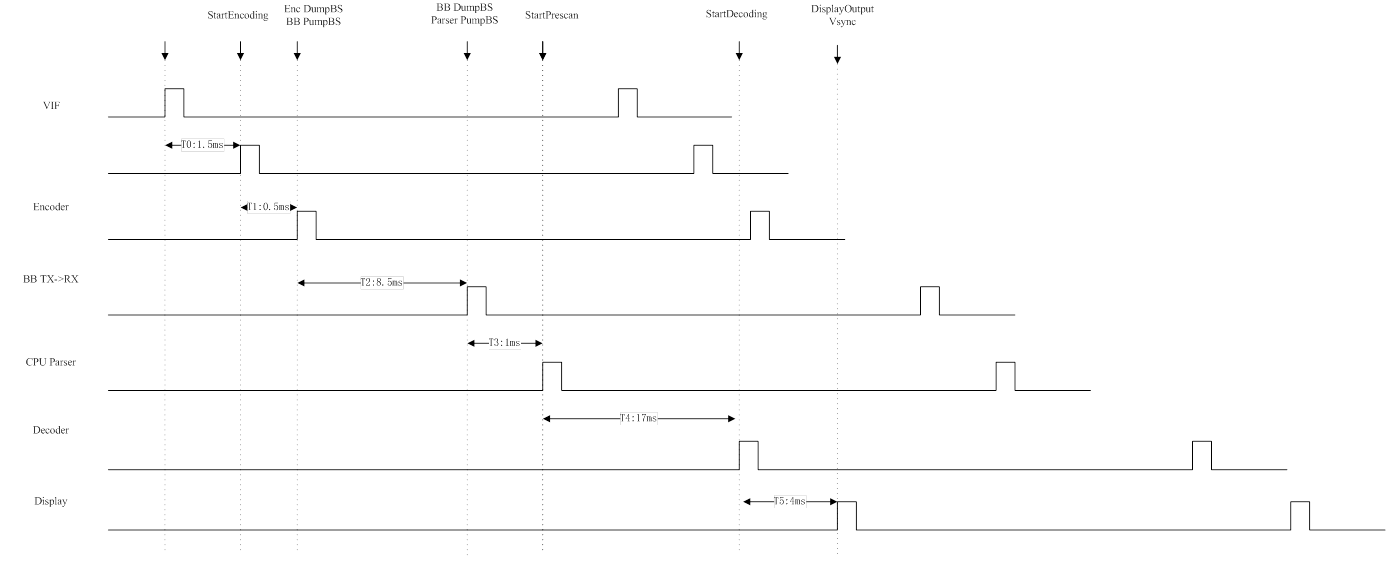 StartEncoding
Enc DumpBS
BB PumpBS
BB DumpBS
Parser PumpBS
StartPrescan
StartDecoding
DisplayOutput
Vsync
VIF
T0:1.5ms
Encoder
T1:0.5ms
BB TX->RX
T2:8.5ms
T3:1ms
CPU Parser
T4:17ms
Decoder
Display
T5:4ms